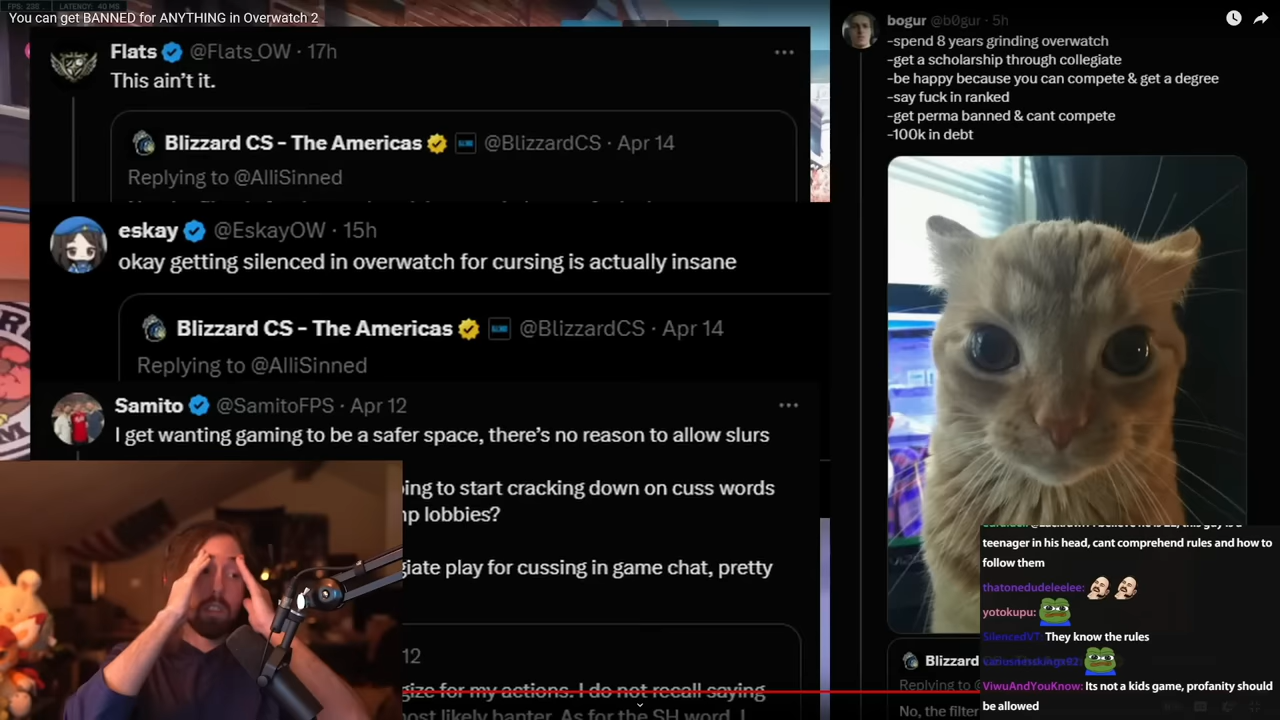 FPS: 238 LATENCY: 40 MS
You can get BANNED for ANYTHING in Overwatch 2
Flats @Flats_OW · 17h
This ain't it.
Blizzard CS - The Americas @BlizzardCS · Apr 14
Replying to @AlliSinned
eskay @EskayOW · 15h
okay getting silenced in overwatch for cursing is actually insane
Blizzard CS - The Americas @BlizzardCS · Apr 14
Replying to @AlliSinned
Samito @SamitoFPS · Apr 12
I get wanting gaming to be a safer space, there's no reason to allow slurs
ing to start cracking down on cuss words
lobbies?
giate play for cussing in game chat, pretty
12
gize for my actions. I do not recall saying
ost likely banter. As for the SH word, I
bogur @b0gur · 5h
-spend 8 years grinding overwatch
-get a scholarship through collegiate
-be happy because you can compete & get a degree
-say fuck in ranked
-get perma banned & cant compete
-100k in debt
Blizzard
Replying to @
No, the filter
teenager in his head, cant comprehend rules and how to
follow them
thatonedudeleelee:
yotokupu:
SilencedVT: They know the rules
ViwuAndYouKnow: Its not a kids game, profanity should
be allowed